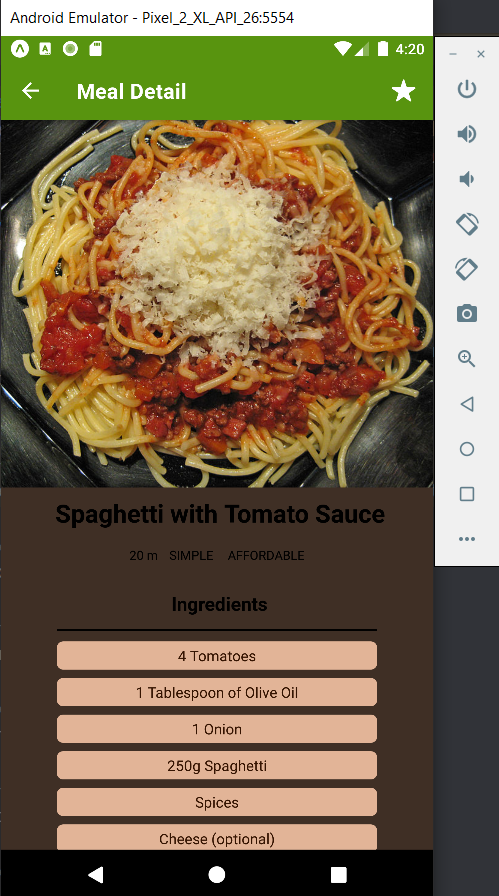 Android Emulator - Pixel_2_XL_API_26:5554
4:20
Meal Detail
Spaghetti with Tomato Sauce
20 m SIMPLE AFFORDABLE
Ingredients
4 Tomatoes
1 Tablespoon of Olive Oil
1 Onion
250g Spaghetti
Spices
Cheese (optional)